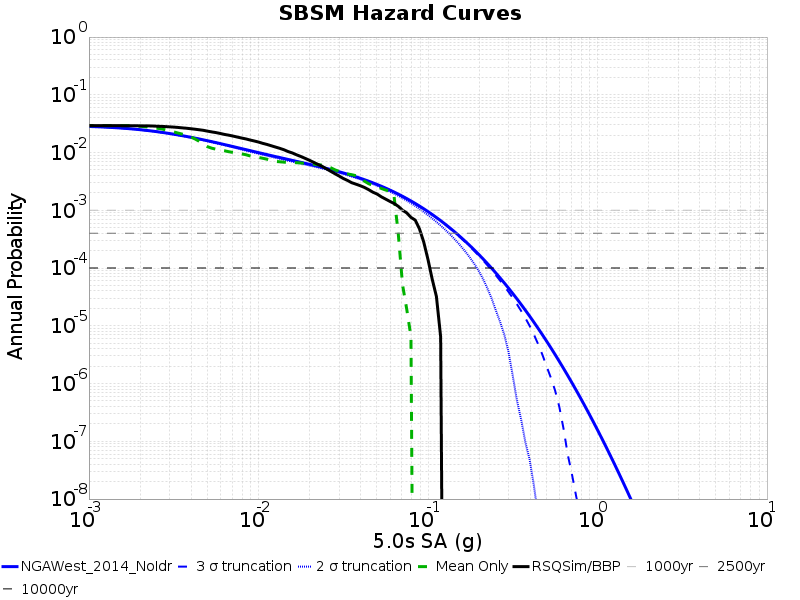 SBSM Hazard Curves
10^0
10^-1
10^-2
10^-3
10^-4
10^-5
10^-6
10^-7
10^-8
Annual Probability
10^-3 10^-2 10^-1 10^0 10^1
5.0s SA (g)
NGAWest_2014_NoIdr 3 σ truncation 2 σ truncation Mean Only RSQSim/BBP 1000yr 2500yr
10000yr